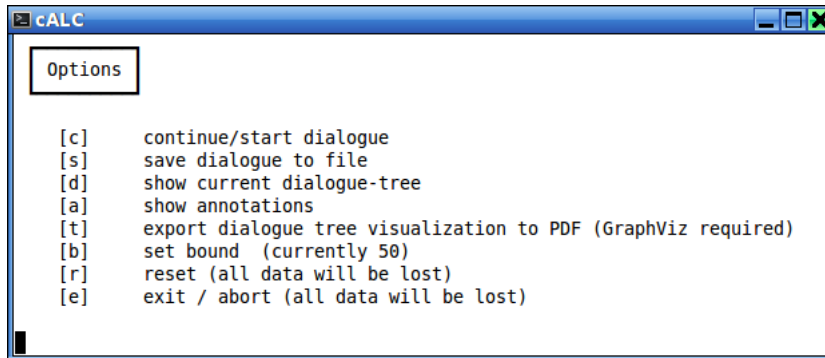 cALC
Options
[c] continue/start dialogue
[s] save dialogue to file
[d] show current dialogue-tree
[a] show annotations
[t] export dialogue tree visualization to PDF (GraphViz required)
[b] set bound (currently 50)
[r] reset (all data will be lost)
[e] exit / abort (all data will be lost)